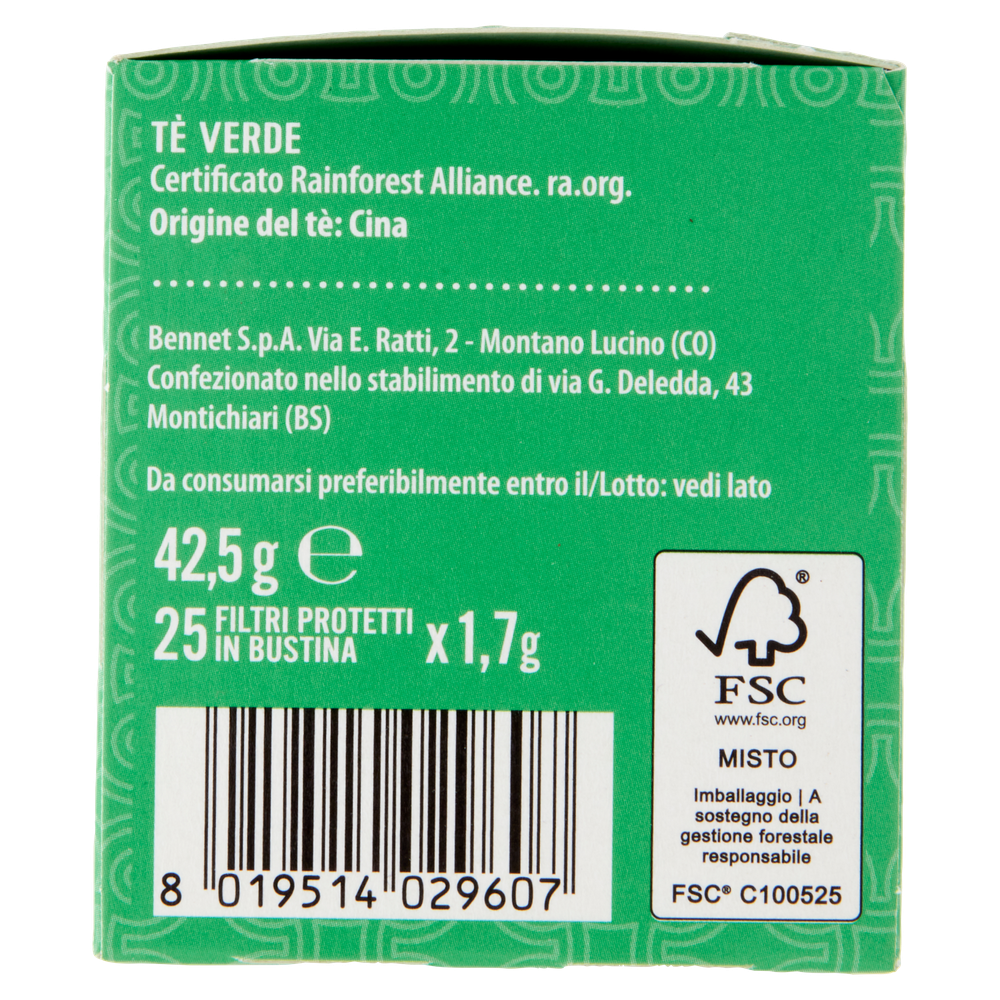 TÈ VERDE
Certificato Rainforest Alliance. ra.org.
Origine del tè: Cina
Bennet S.p.A. Via E. Ratti, 2 - Montano Lucino (CO)
Confezionato nello stabilimento di via G. Deledda, 43
Montichiari (BS)
Da consumarsi preferibilmente entro il/Lotto: vedi lato
42,5 g ℮
25 FILTRI PROTETTI
IN BUSTINA x 1,7g
8 019514 029607
®
FSC
www.fsc.org
MISTO
Imballaggio | A
sostegno della
gestione forestale
responsabile
FSC® C100525